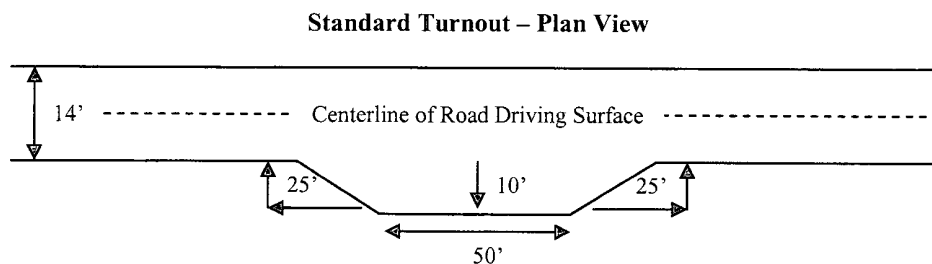 Standard Turnout – Plan View
14’
Centerline of Road Driving Surface
25’
10’
25’
50’